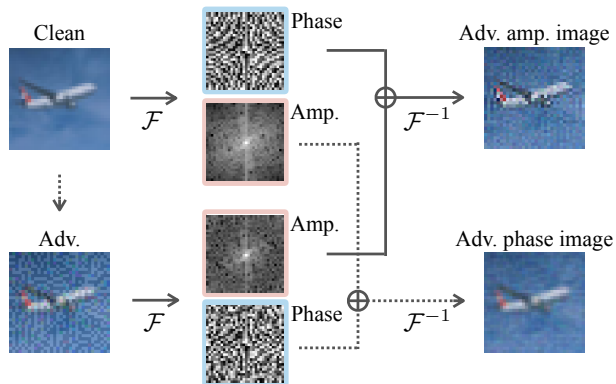 Clean
Phase
Adv. amp. image
ℱ
Amp.
ℱ⁻¹
Adv.
Amp.
Adv. phase image
ℱ
Phase
ℱ⁻¹